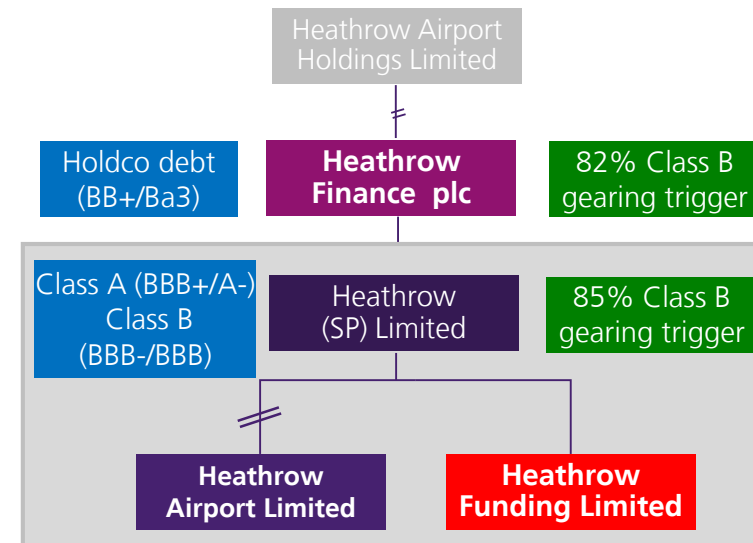 Heathrow Airport
Holdings Limited
Holdco debt
(BB+/Ba3)
Heathrow
Finance plc
82% Class B
gearing trigger
Class A (BBB+/A-)
Class B
(BBB-/BBB)
Heathrow
(SP) Limited
85% Class B
gearing trigger
Heathrow
Airport Limited
Heathrow
Funding Limited